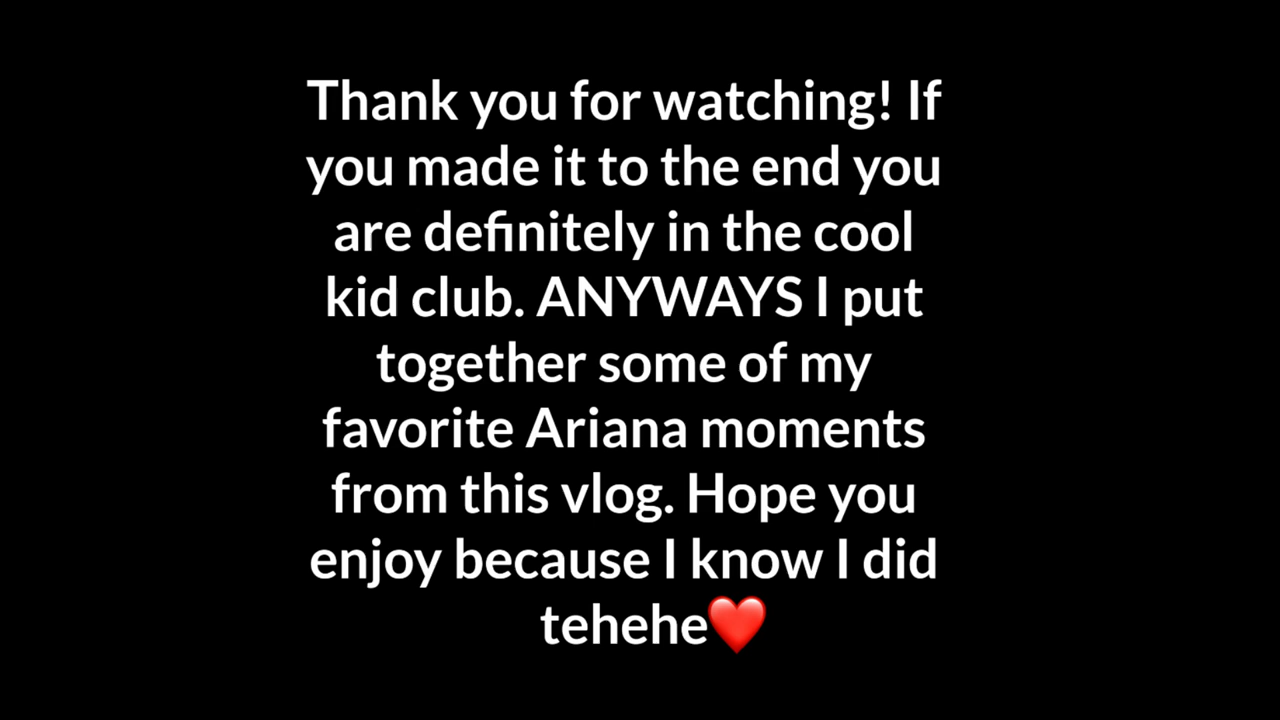 Thank you for watching! If
you made it to the end you
are definitely in the cool
kid club. ANYWAYS I put
together some of my
favorite Ariana moments
from this vlog. Hope you
enjoy because I know I did
tehehe❤️